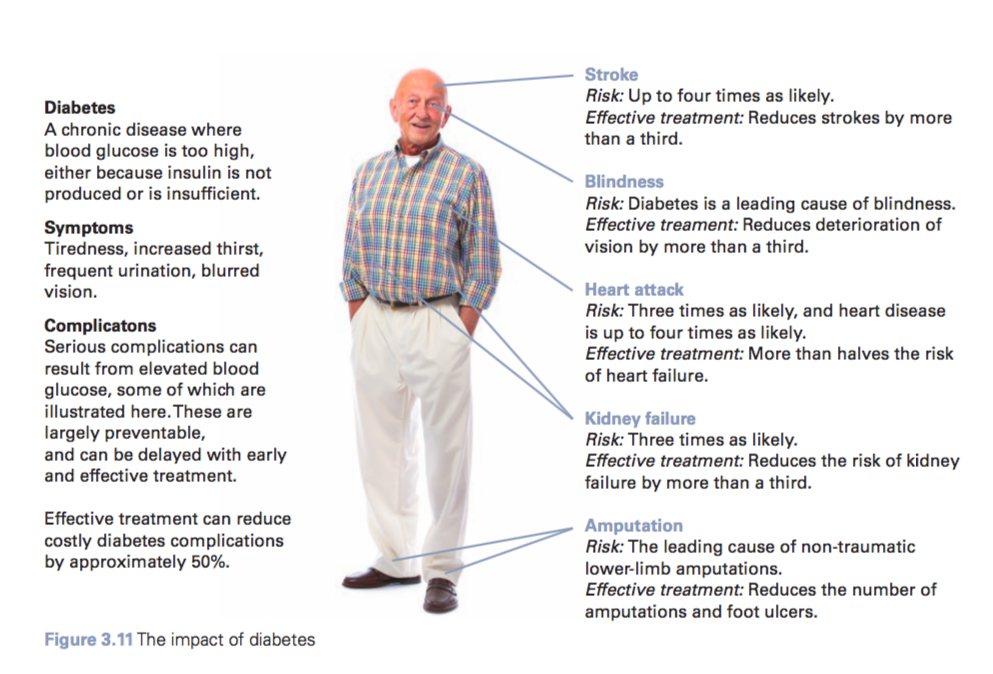 Diabetes
A chronic disease where
blood glucose is too high,
either because insulin is not
produced or is insufficient.
Symptoms
Tiredness, increased thirst,
frequent urination, blurred
vision.
Complicatons
Serious complications can
result from elevated blood
glucose, some of which are
illustrated here. These are
largely preventable,
and can be delayed with early
and effective treatment.
Effective treatment can reduce
costly diabetes complications
by approximately 50%.
Stroke
Risk: Up to four times as likely.
Effective treatment: Reduces strokes by more
than a third.
Blindness
Risk: Diabetes is a leading cause of blindness.
Effective treament: Reduces deterioration of
vision by more than a third.
Heart attack
Risk: Three times as likely, and heart disease
is up to four times as likely.
Effective treatment: More than halves the risk
of heart failure.
Kidney failure
Risk: Three times as likely.
Effective treatment: Reduces the risk of kidney
failure by more than a third.
Amputation
Risk: The leading cause of non-traumatic
lower-limb amputations.
Effective treatment: Reduces the number of
amputations and foot ulcers.
Figure 3.11 The impact of diabetes